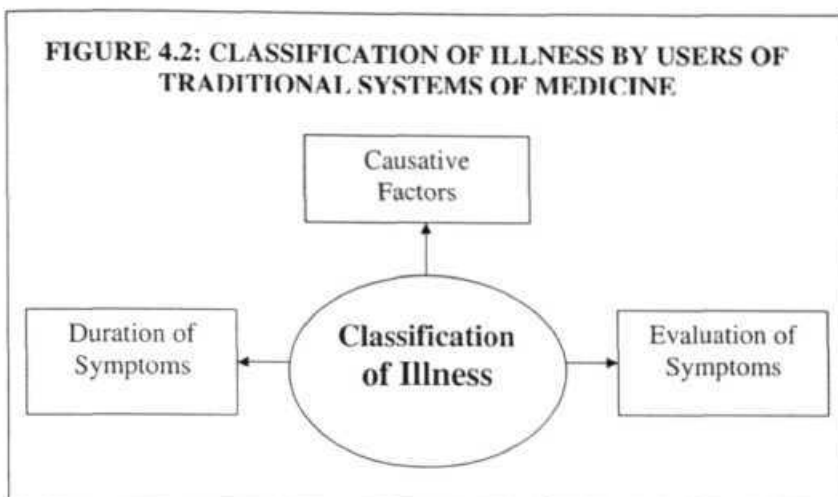 FIGURE 4.2: CLASSIFICATION OF ILLNESS BY USERS OF
TRADITIONAL SYSTEMS OF MEDICINE
Causative
Factors
Duration of
Symptoms
Classification
of Illness
Evaluation of
Symptoms